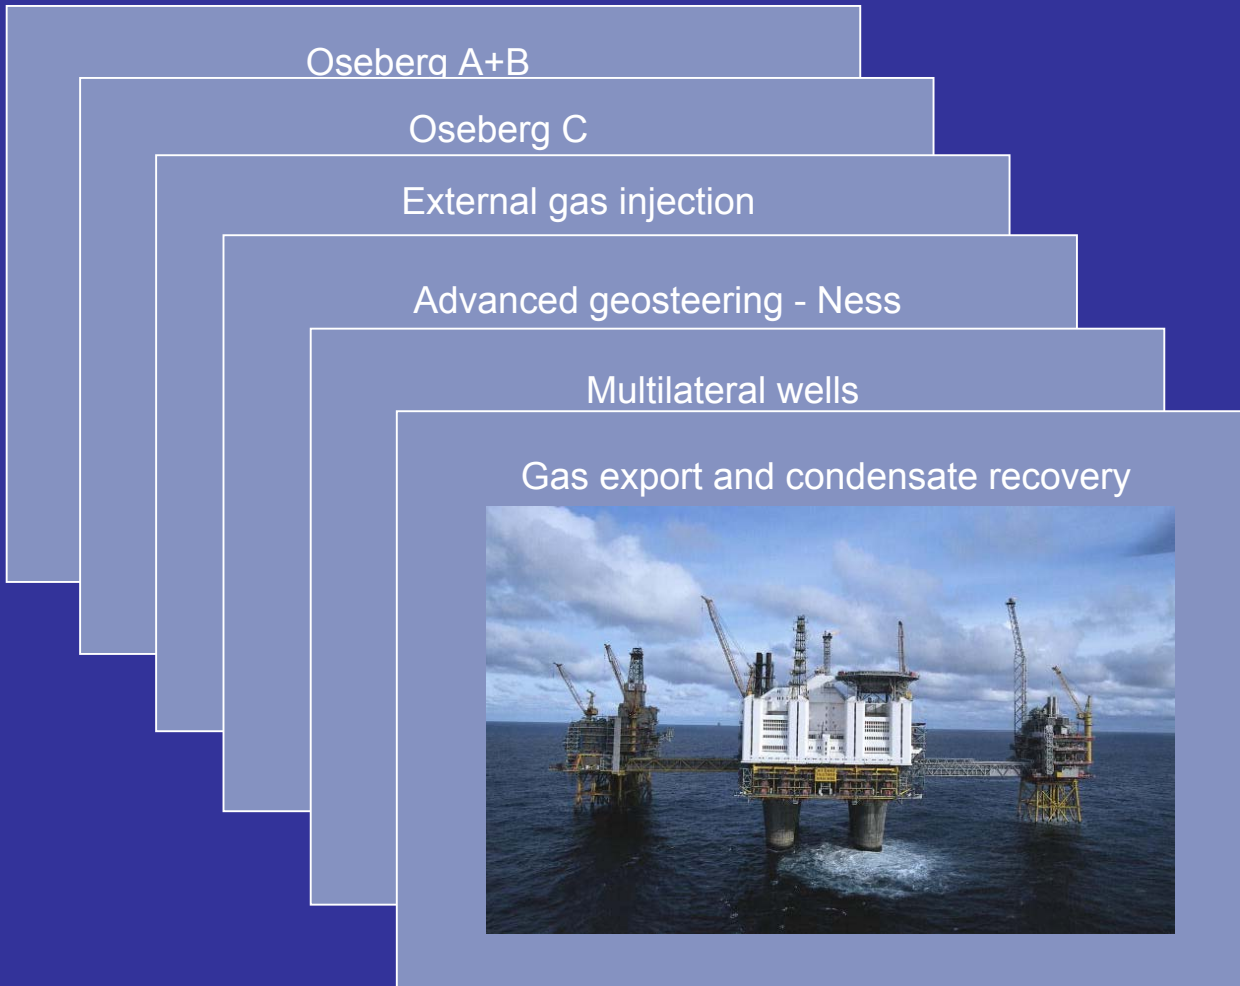 Oseberg A+B
Oseberg C
External gas injection
Advanced geosteering - Ness
Multilateral wells
Gas export and condensate recovery